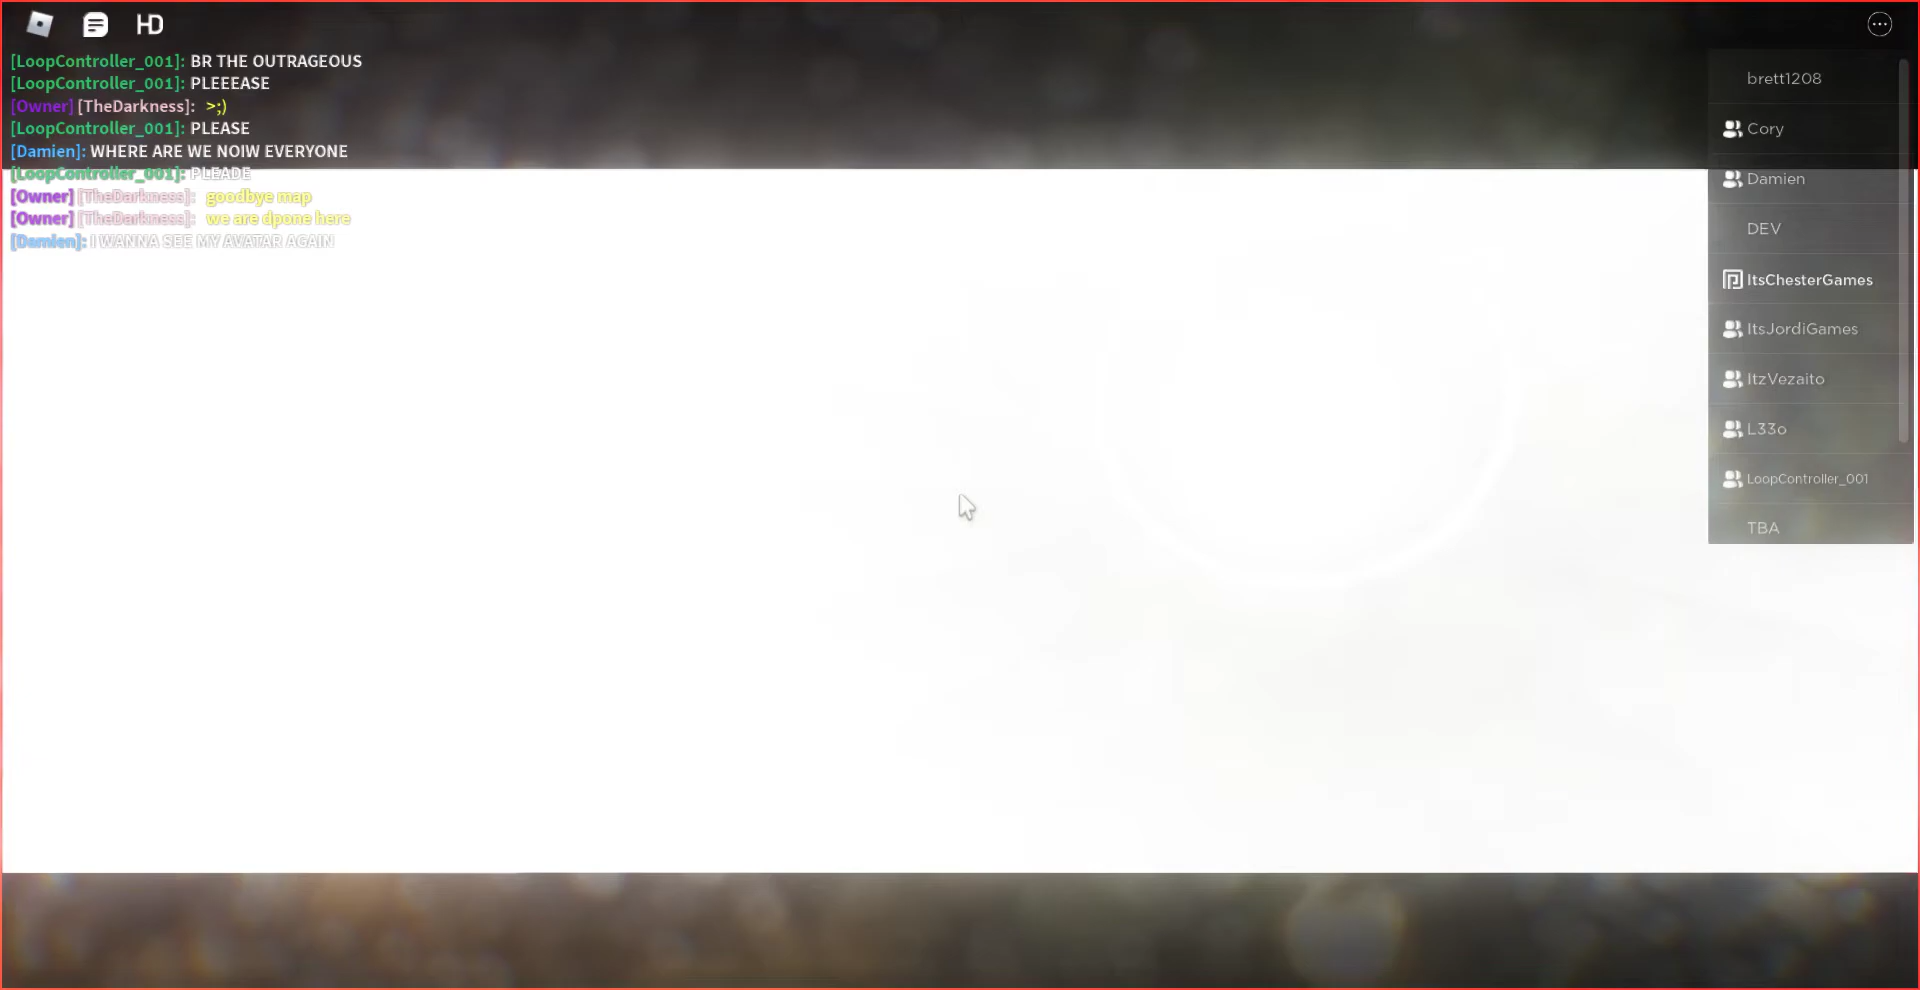 HD
[LoopController_001]: BR THE OUTRAGEOUS
[LoopController_001]: PLEEEASE
[Owner] [TheDarkness]: >;)
[LoopController_001]: PLEASE
[Damien]: WHERE ARE WE NOIW EVERYONE
[LoopController_001]: PLEADE
[Owner] [TheDarkness]: goodbye map
[Owner] [TheDarkness]: we are dpone here
[Damien]: I WANNA SEE MY AVATAR AGAIN
brett1208
Cory
Damien
DEV
ItsChesterGames
ItsJordiGames
ItzVezaito
L33o
LoopController_001
TBA